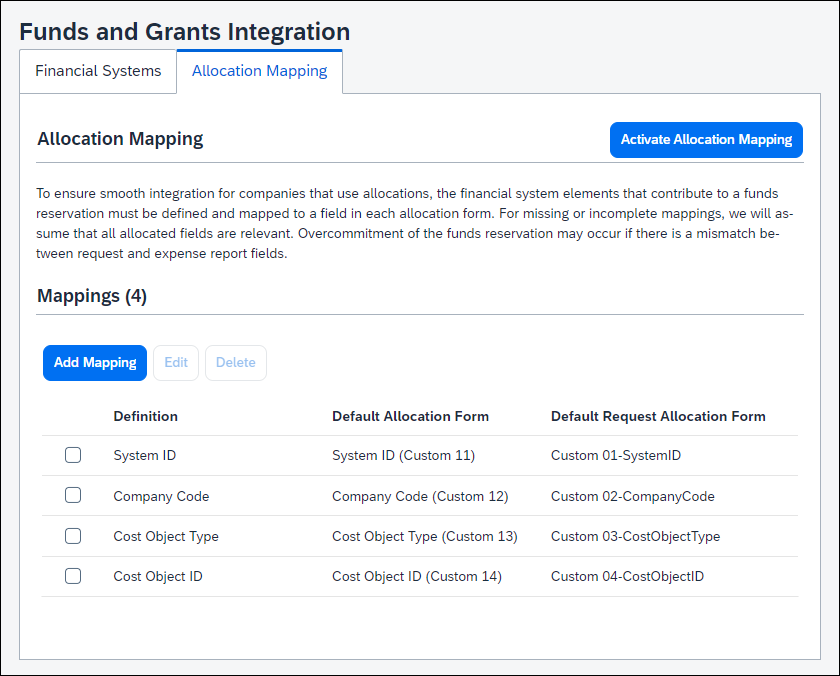 Funds and Grants Integration
Financial Systems
Allocation Mapping
Allocation Mapping
Activate Allocation Mapping
To ensure smooth integration for companies that use allocations, the financial system elements that contribute to a funds
reservation must be defined and mapped to a field in each allocation form. For missing or incomplete mappings, we will as-
sume that all allocated fields are relevant. Overcommitment of the funds reservation may occur if there is a mismatch be-
tween request and expense report fields.
Mappings (4)
Add Mapping Edit Delete
Definition Default Allocation Form Default Request Allocation Form
System ID System ID (Custom 11) Custom 01-SystemID
Company Code Company Code (Custom 12) Custom 02-CompanyCode
Cost Object Type Cost Object Type (Custom 13) Custom 03-CostObjectType
Cost Object ID Cost Object ID (Custom 14) Custom 04-CostObjectID